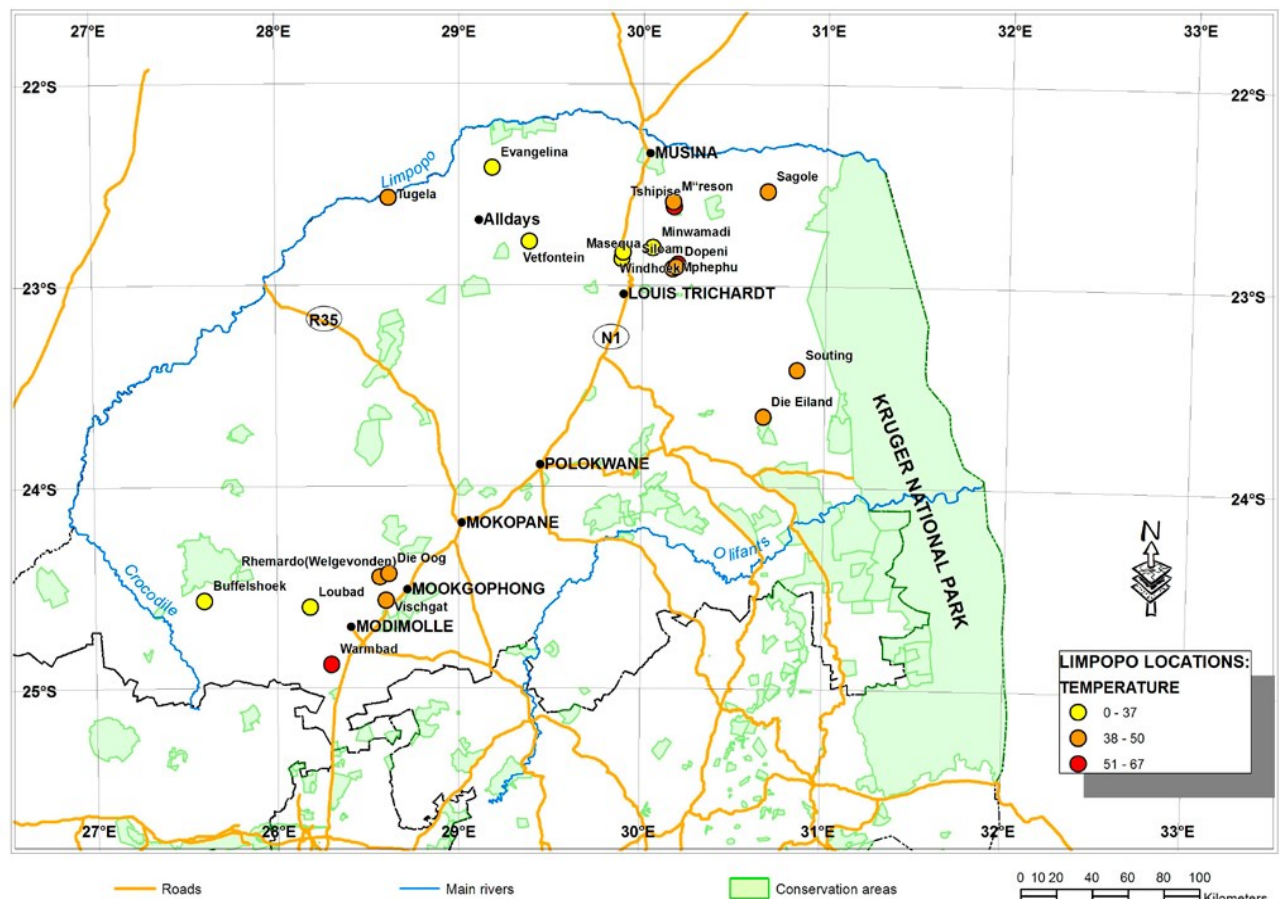 27°E 28°E 29°E 30°E 31°E 32°E 33°E
22°S 22°S
Evangelina
MUSINA
Limpopo
Tugela
Tshipise M"reson
Sagole
Alldays
Minwamadi
Masequa Siloam Dopeni
Vetfontein
Windhoek Mphephu
23°S 23°S
LOUIS TRICHARDT
R35
N1
Souting
Die Eiland
KRUGER NATIONAL PARK
POLOKWANE
24°S 24°S
MOKOPANE
N
Olifants
Rhemardo(Welgevonden) Die Oog
Crocodile
Buffelshoek
Loubad
MOOKGOPHONG
Vischgat
MODIMOLLE
Warmbad
LIMPOPO LOCATIONS:
TEMPERATURE
0 - 37
38 - 50
51 - 67
25°S 25°S
27°E 28°E 29°E 30°E 31°E 32°E 33°E
Roads
Main rivers
Conservation areas
0 10 20 40 60 80 100
Kilometers